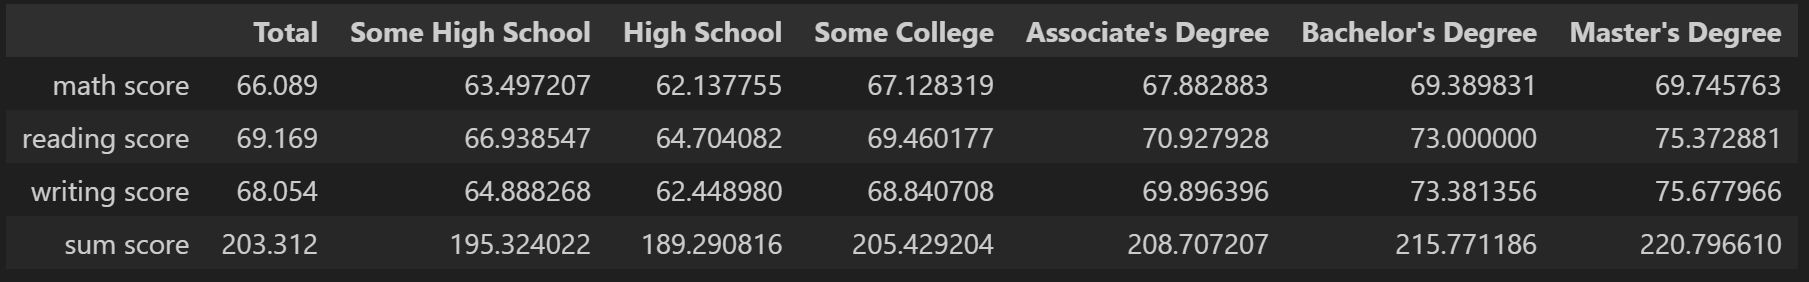 Total Some High School High School Some College Associate's Degree Bachelor's Degree Master's Degree
math score 66.089 63.497207 62.137755 67.128319 67.882883 69.389831 69.745763
reading score 69.169 66.938547 64.704082 69.460177 70.927928 73.000000 75.372881
writing score 68.054 64.888268 62.448980 68.840708 69.896396 73.381356 75.677966
sum score 203.312 195.324022 189.290816 205.429204 208.707207 215.771186 220.796610